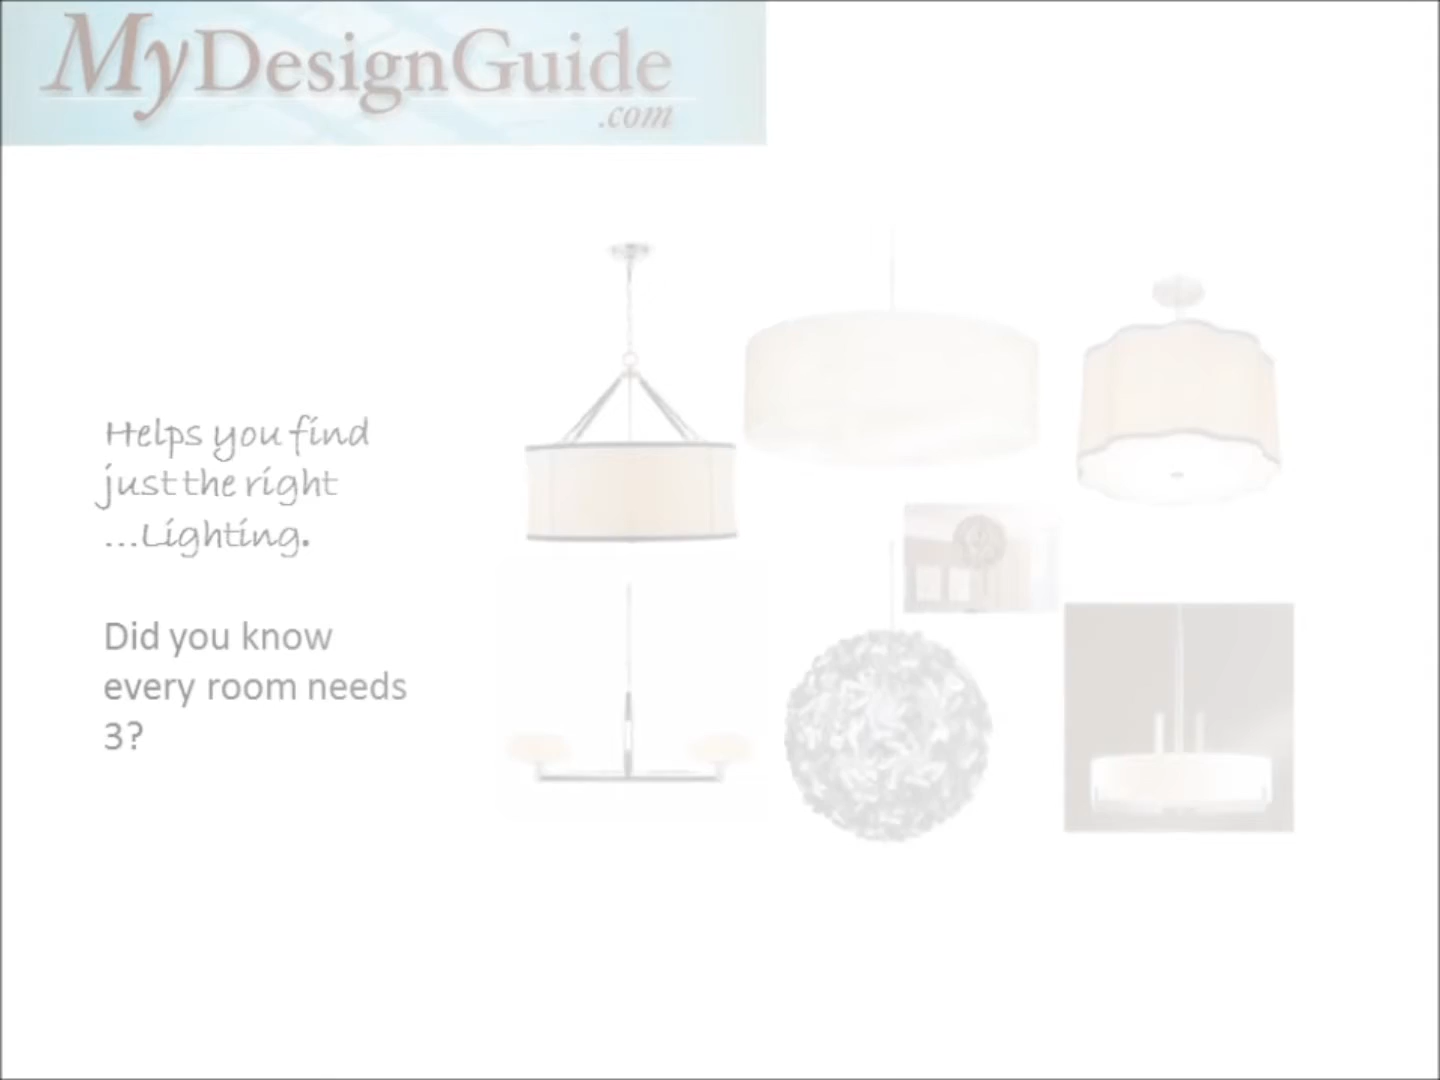 MyDesignGuide
.com
Helps you find
just the right
...Lighting.
Did you know
every room needs
3?